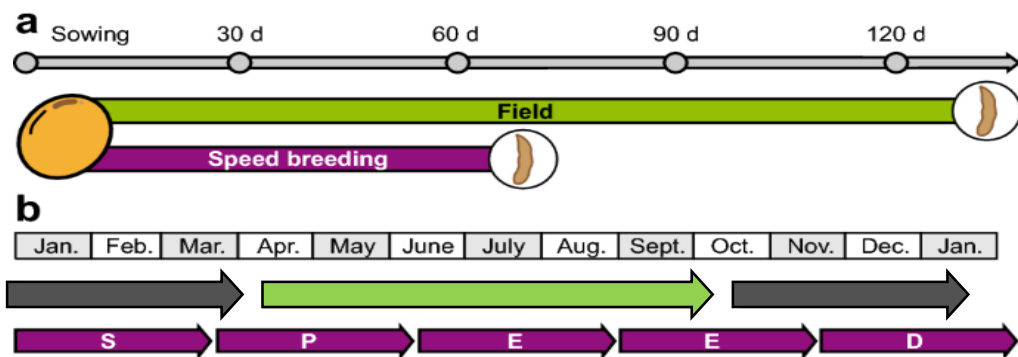 a
Sowing 30 d 60 d 90 d 120 d
Field
Speed breeding
b
Jan. Feb. Mar. Apr. May June July Aug. Sept. Oct. Nov. Dec. Jan.
S P E E D